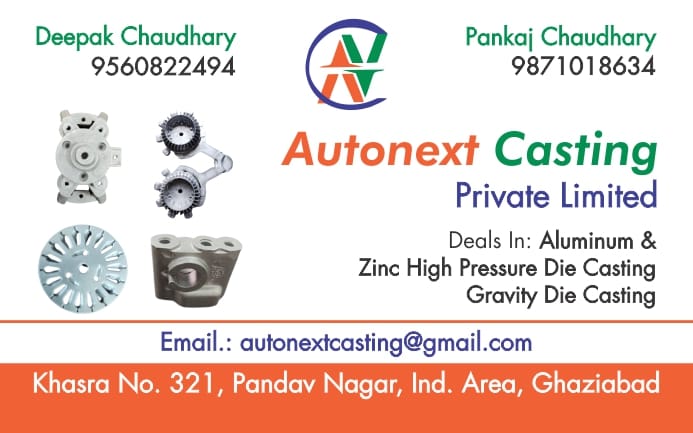 Deepak Chaudhary
9560822494
Pankaj Chaudhary
9871018634
Autonext Casting
Private Limited
Deals In: Aluminum &
Zinc High Pressure Die Casting
Gravity Die Casting
Email.: autonextcasting@gmail.com
Khasra No. 321, Pandav Nagar, Ind. Area, Ghaziabad